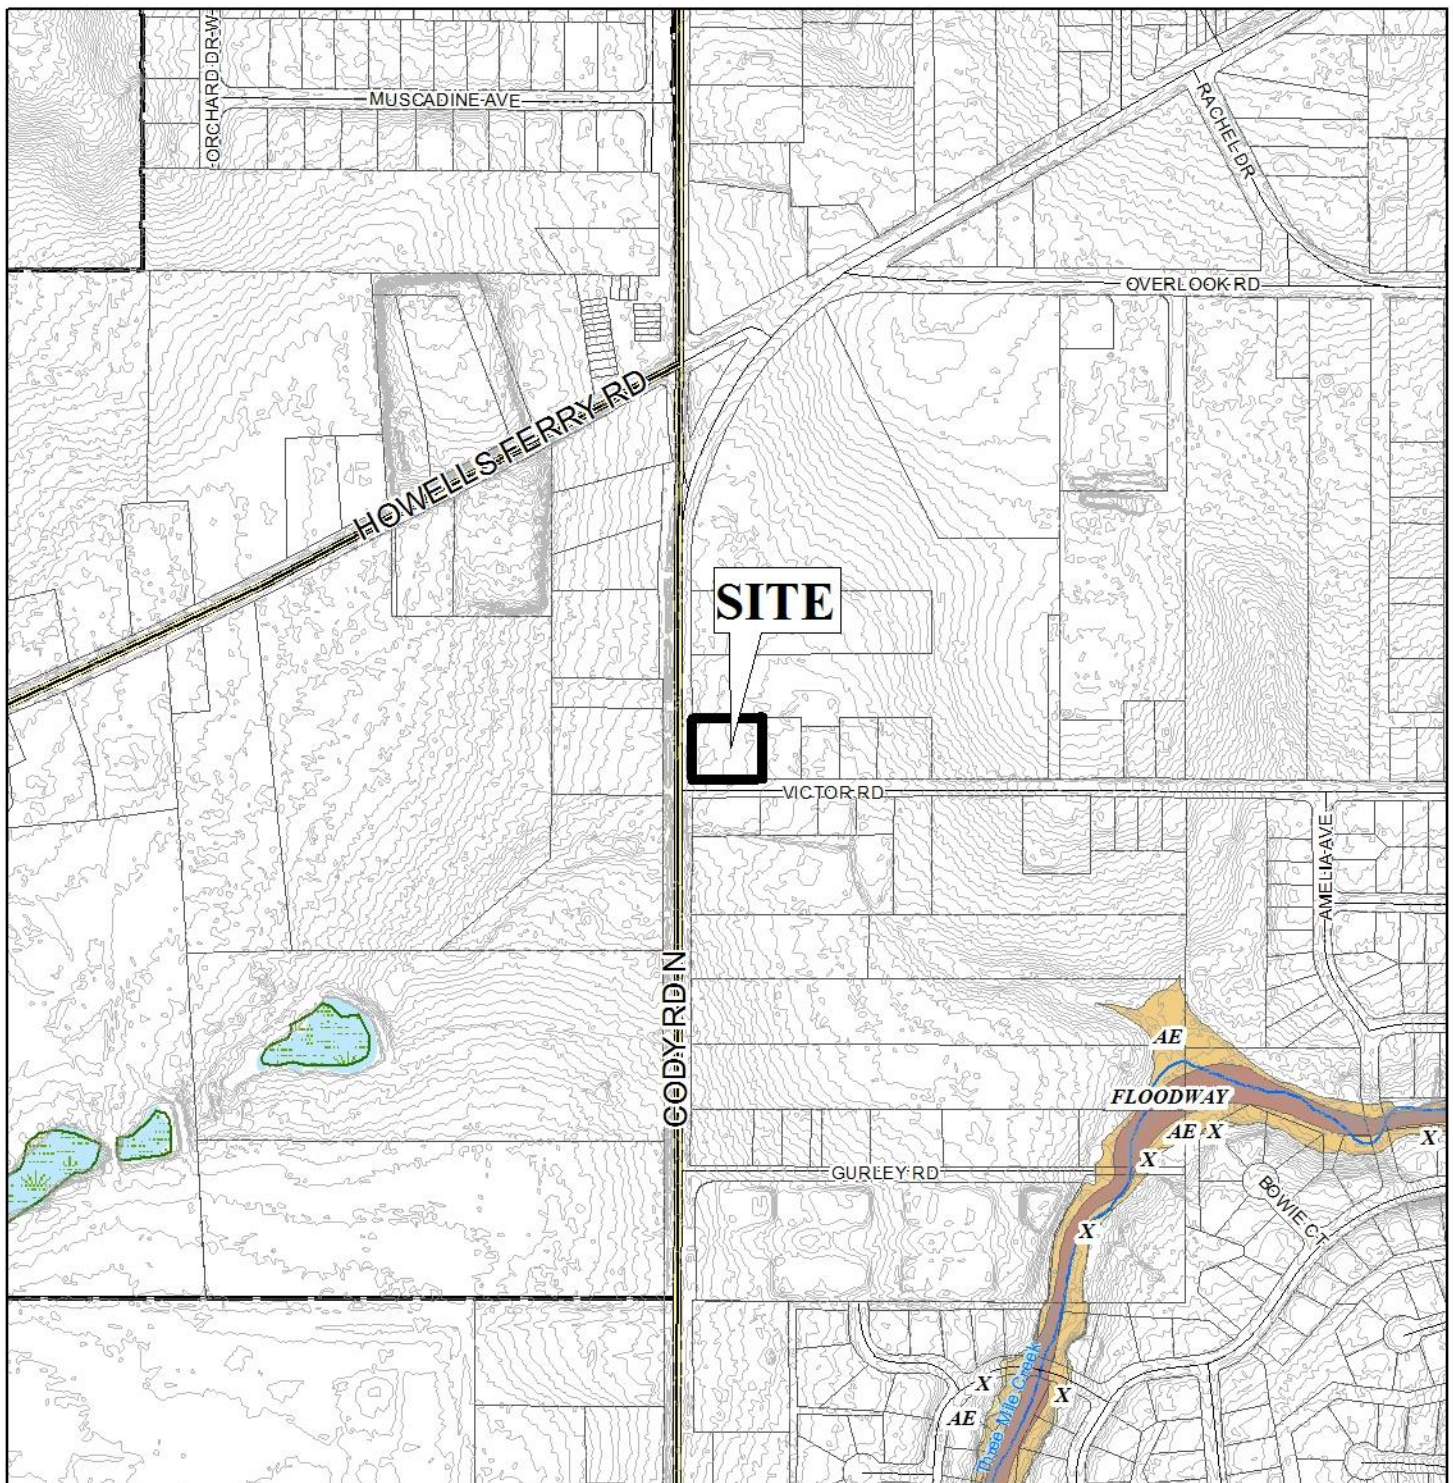 ORCHARD DR W
MUSCADINE AVE
RACHEL DR
OVERLOOK RD
HOWELLS FERRY RD
SITE
VICTOR RD
AMELIA AVE
CODY RD N
AE
FLOODWAY
AE X
X
X
GURLEY RD
BOWIE CT
X
Three Mile Creek
X
X
AE